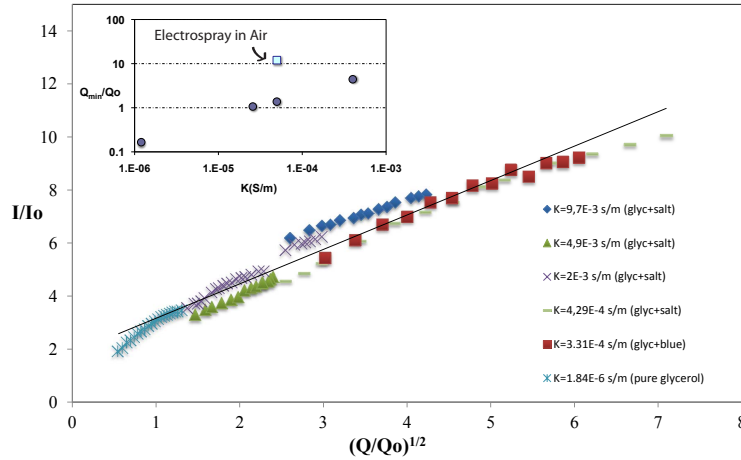 14
12
10
8
6
4
2
0
I/Io
0 1 2 3 4 5 6 7 8
(Q/Qo)1/2
Electrospray in Air
100
10
1
0.1
Qmin/Qo
1.E-06 1.E-05 1.E-04 1.E-03
K(S/m)
K=9,7E-3 s/m (glyc+salt)
K=4,9E-3 s/m (glyc+salt)
K=2E-3 s/m (glyc+salt)
K=4,29E-4 s/m (glyc+salt)
K=3.31E-4 s/m (glyc+blue)
K=1.84E-6 s/m (pure glycerol)